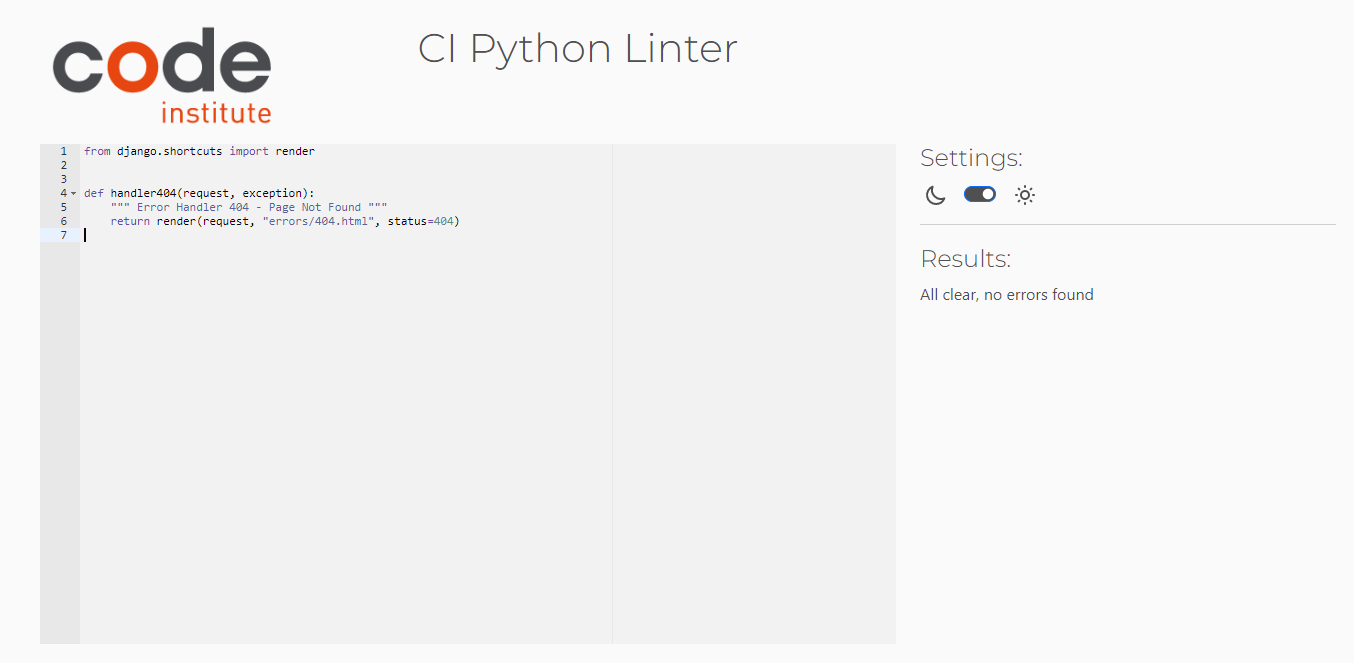 code
institute
CI Python Linter
1 from django.shortcuts import render
2
3
4 def handler404(request, exception):
5     """ Error Handler 404 - Page Not Found """
6     return render(request, "errors/404.html", status=404)
7
Settings:
Results:
All clear, no errors found